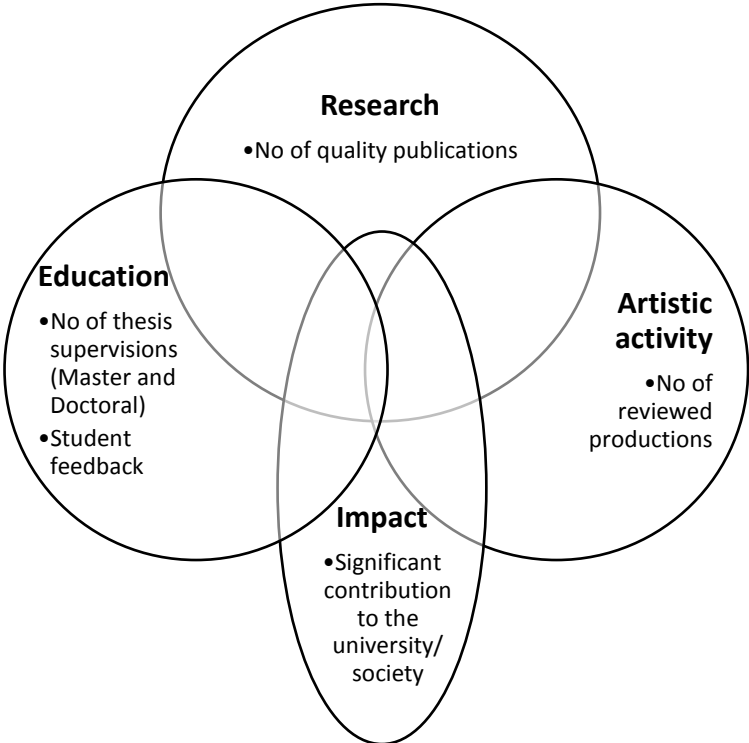 Research
•No of quality publications
Education
•No of thesis
supervisions
(Master and
Doctoral)
•Student
feedback
Artistic
activity
•No of
reviewed
productions
Impact
•Significant
contribution
to the
university/
society